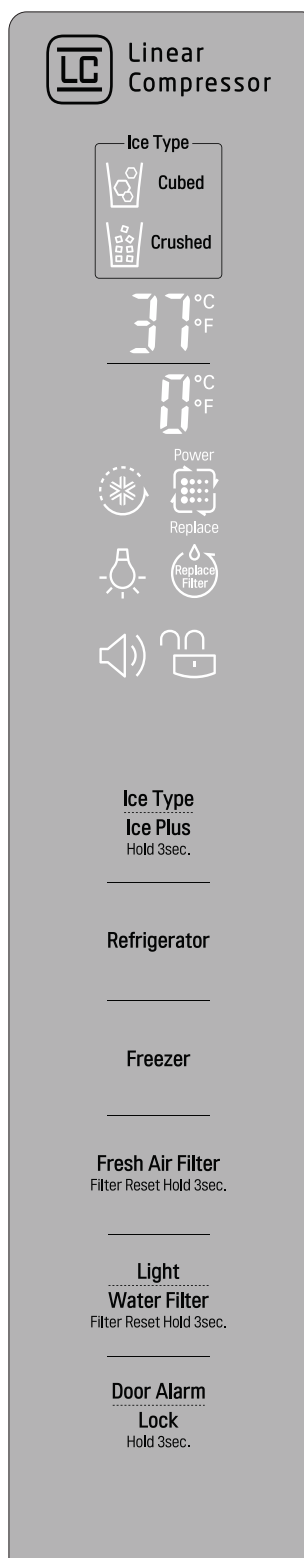 LC
Linear
Compressor
Ice Type
Cubed
Crushed
37 °C
°F
0 °C
°F
Power
Replace
Replace
Filter
Ice Type
Ice Plus
Hold 3sec.
Refrigerator
Freezer
Fresh Air Filter
Filter Reset Hold 3sec.
Light
Water Filter
Filter Reset Hold 3sec.
Door Alarm
Lock
Hold 3sec.